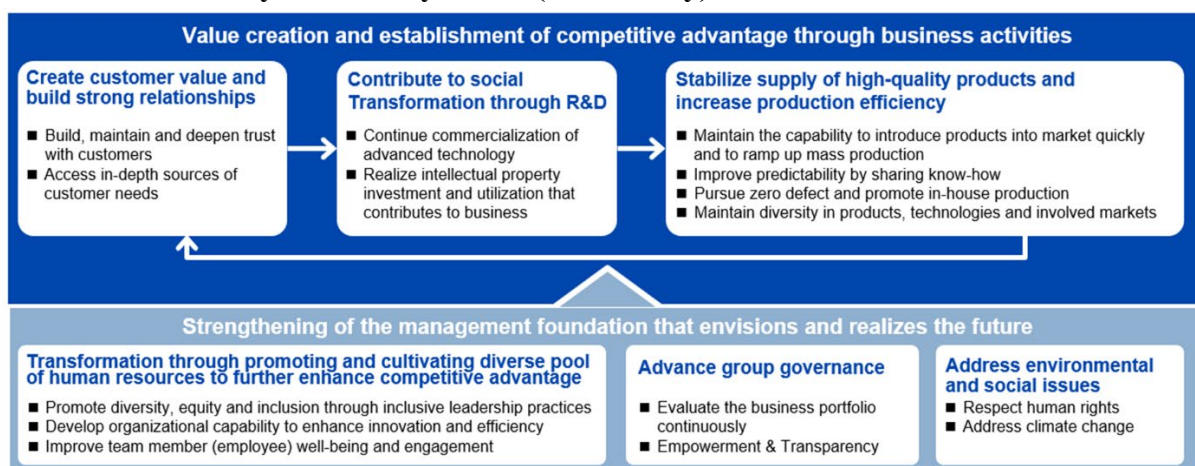 Value creation and establishment of competitive advantage through business activities
Create customer value and
build strong relationships
■ Build, maintain and deepen trust
with customers
■ Access in-depth sources of
customer needs
Contribute to social
Transformation through R&D
■ Continue commercialization of
advanced technology
■ Realize intellectual property
investment and utilization that
contributes to business
Stabilize supply of high-quality products and
increase production efficiency
■ Maintain the capability to introduce products into market quickly
and to ramp up mass production
■ Improve predictability by sharing know-how
■ Pursue zero defect and promote in-house production
■ Maintain diversity in products, technologies and involved markets
Strengthening of the management foundation that envisions and realizes the future
Transformation through promoting and cultivating diverse pool
of human resources to further enhance competitive advantage
■ Promote diversity, equity and inclusion through inclusive leadership practices
■ Develop organizational capability to enhance innovation and efficiency
■ Improve team member (employee) well-being and engagement
Advance group governance
■ Evaluate the business portfolio
continuously
■ Empowerment & Transparency
Address environmental
and social issues
■ Respect human rights
■ Address climate change